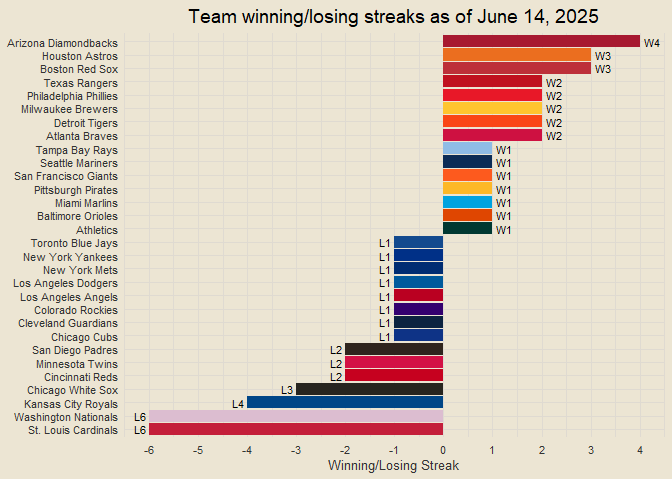 Team winning/losing streaks as of June 14, 2025
Arizona Diamondbacks W4
Houston Astros W3
Boston Red Sox W3
Texas Rangers W2
Philadelphia Phillies W2
Milwaukee Brewers W2
Detroit Tigers W2
Atlanta Braves W2
Tampa Bay Rays W1
Seattle Mariners W1
San Francisco Giants W1
Pittsburgh Pirates W1
Miami Marlins W1
Baltimore Orioles W1
Athletics W1
Toronto Blue Jays L1
New York Yankees L1
New York Mets L1
Los Angeles Dodgers L1
Los Angeles Angels L1
Colorado Rockies L1
Cleveland Guardians L1
Chicago Cubs L1
San Diego Padres L2
Minnesota Twins L2
Cincinnati Reds L2
Chicago White Sox L3
Kansas City Royals L4
Washington Nationals L6
St. Louis Cardinals L6
-6 -5 -4 -3 -2 -1 0 1 2 3 4
Winning/Losing Streak